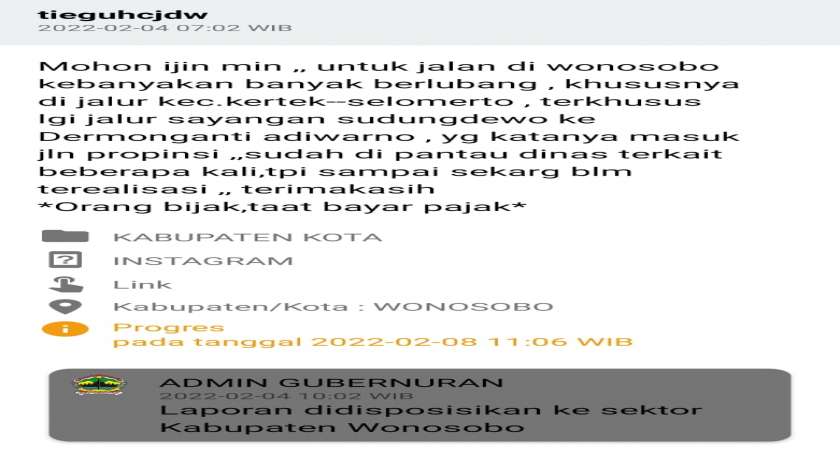 tieguhcjdw
2022-02-04 07:02 WIB
Mohon ijin min ,, untuk jalan di wonosobo
kebanyakan banyak berlubang , khususnya
di jalur kec.kertek--selomerto , terkhusus
lgi jalur sayangan sudungdewo ke
Dermonganti adiwarno , yg katanya masuk
jln propinsi ,,sudah di pantau dinas terkait
beberapa kali,tpi sampai sekarg blm
terealisasi ,, terimakasih
*Orang bijak,taat bayar pajak*
KABUPATEN KOTA
INSTAGRAM
Link
Kabupaten/Kota : WONOSOBO
Progres
pada tanggal 2022-02-08 11:06 WIB
ADMIN GUBERNURAN
2022-02-04 10:02 WIB
Laporan didisposisikan ke sektor
Kabupaten Wonosobo